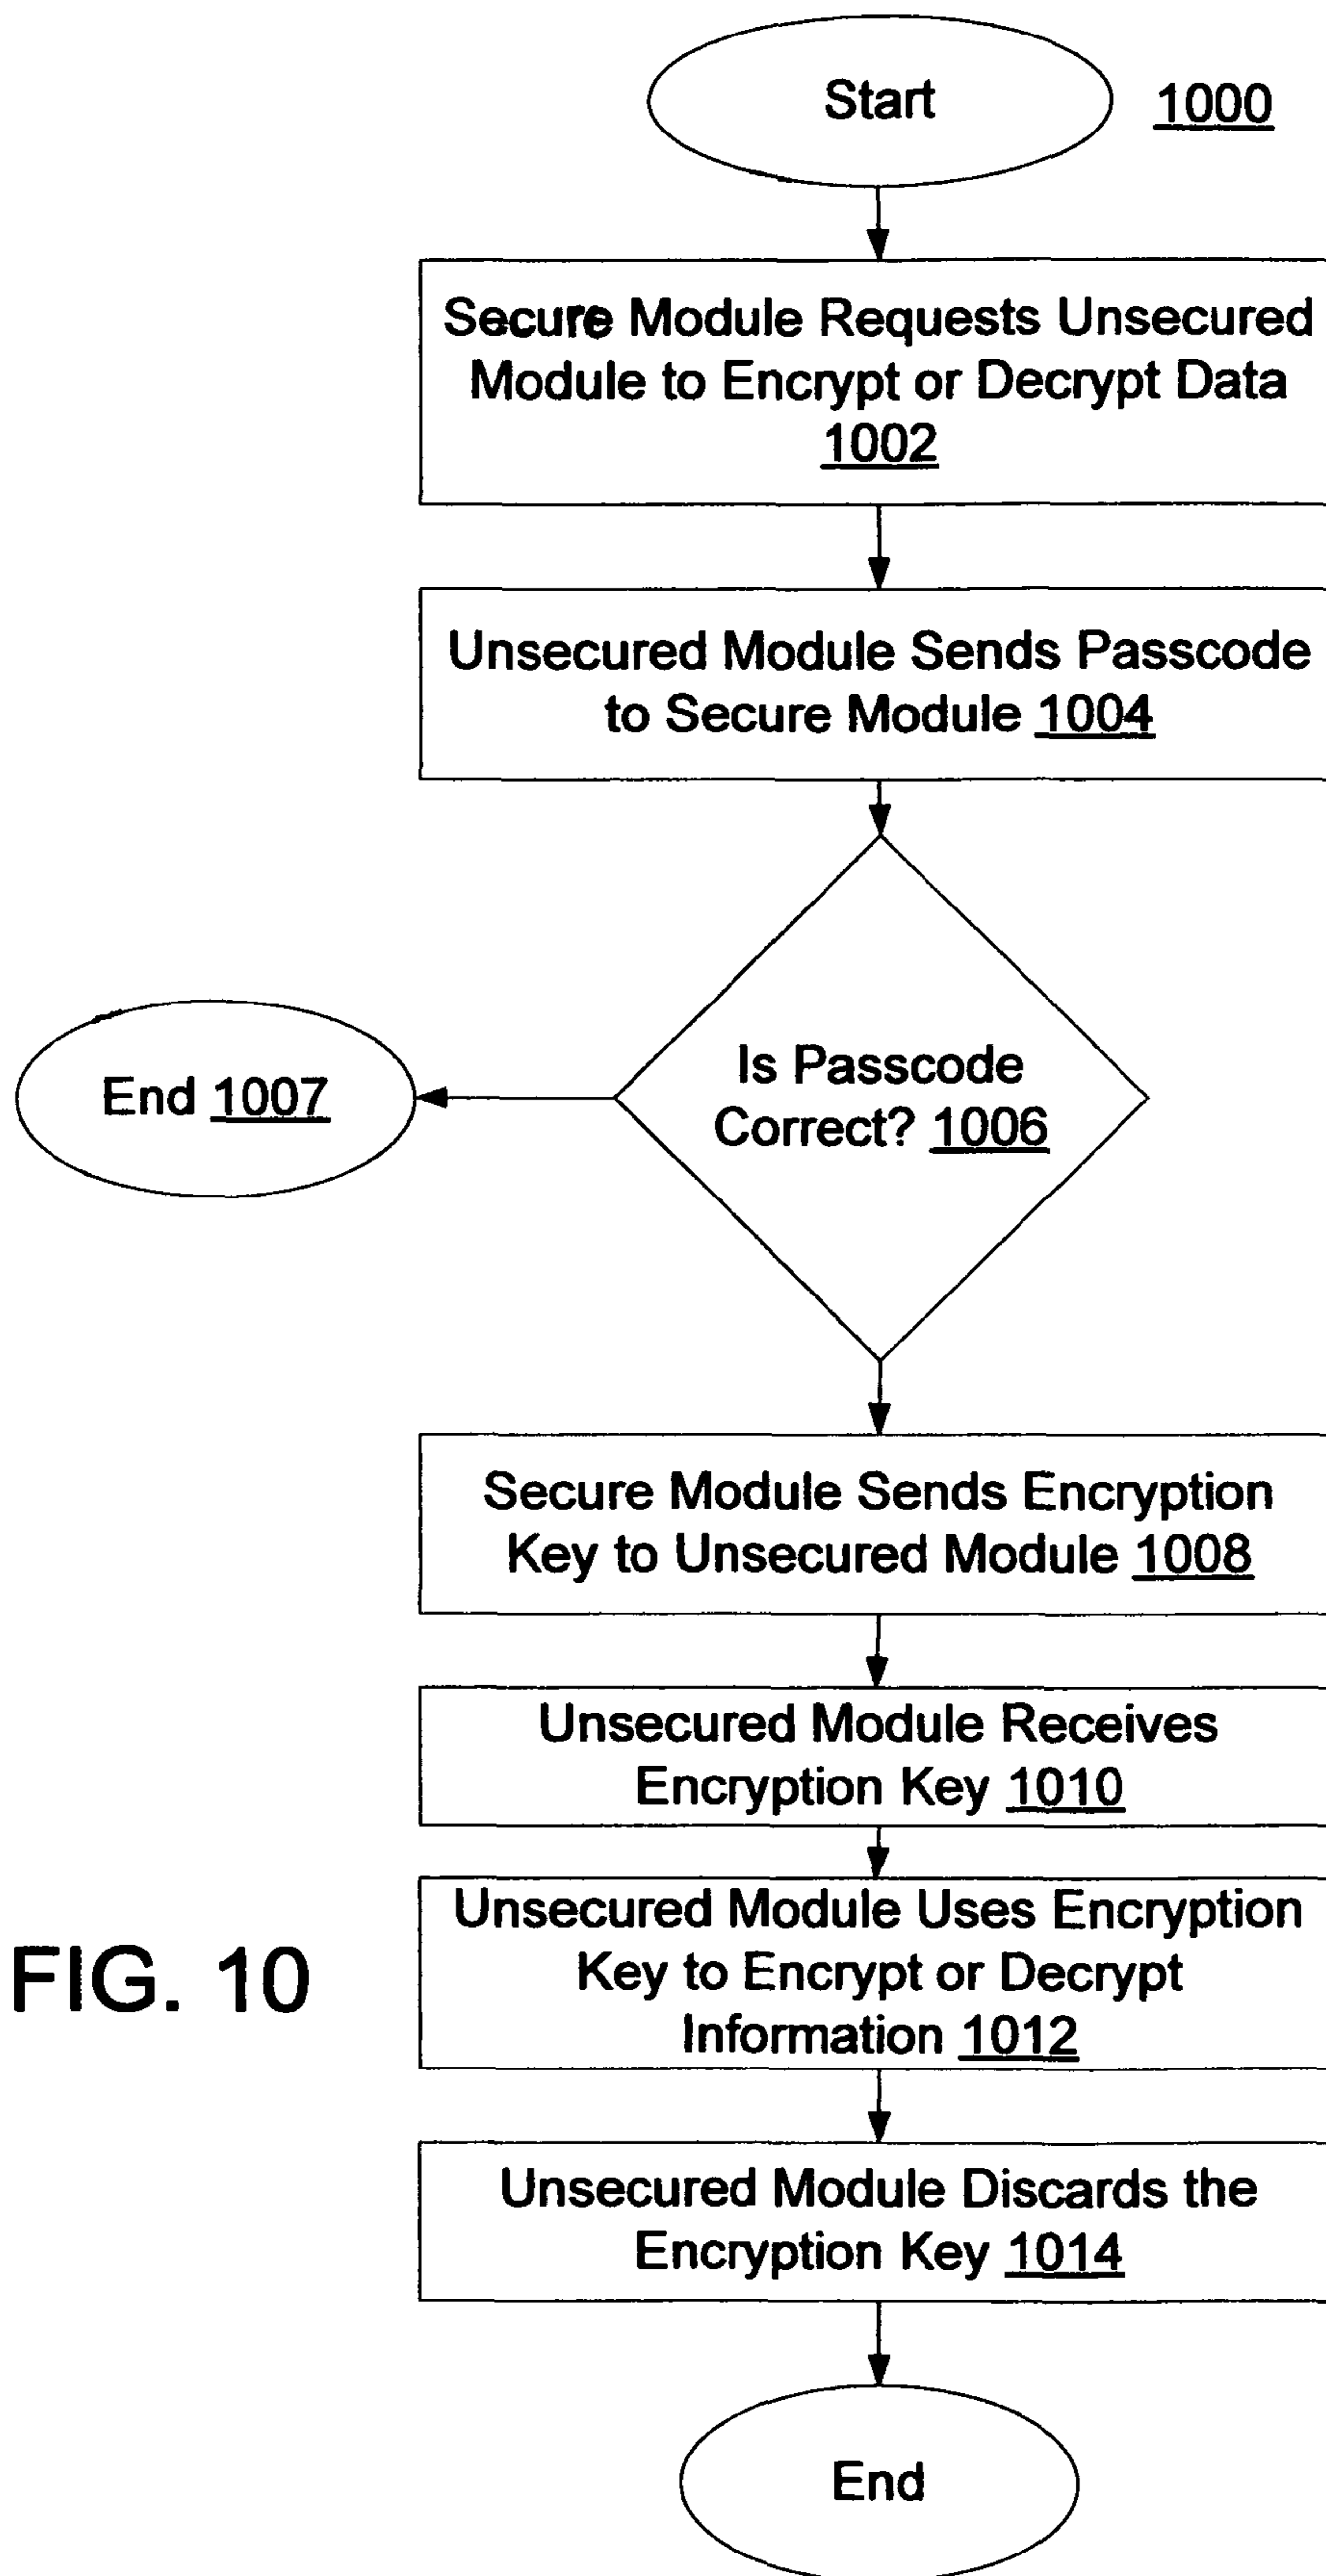 Start
1000
Secure Module Requests Unsecured
Module to Encrypt or Decrypt Data
1002
Unsecured Module Sends Passcode
to Secure Module 1004
Is Passcode
Correct? 1006
End 1007
Secure Module Sends Encryption
Key to Unsecured Module 1008
Unsecured Module Receives
Encryption Key 1010
Unsecured Module Uses Encryption
Key to Encrypt or Decrypt
Information 1012
FIG. 10
Unsecured Module Discards the
Encryption Key 1014
End